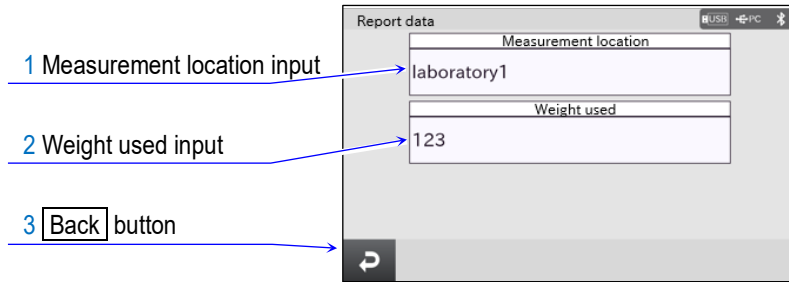 Report data
USB PC
Measurement location
1 Measurement location input
laboratory1
Weight used
2 Weight used input
123
3 Back button